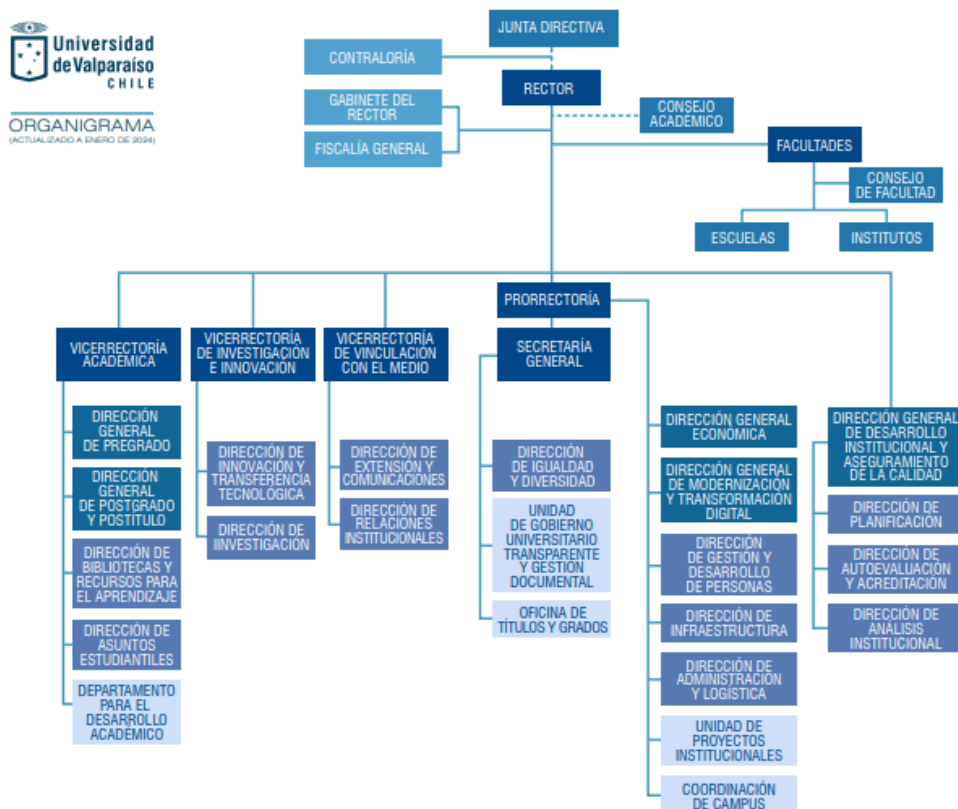 Universidad
de Valparaíso
CHILE
ORGANIGRAMA
(ACTUALIZADO A ENERO DE 2024)
JUNTA DIRECTIVA
CONTRALORÍA
RECTOR
GABINETE DEL
RECTOR
CONSEJO
ACADÉMICO
FISCALÍA GENERAL
FACULTADES
CONSEJO
DE FACULTAD
ESCUELAS
INSTITUTOS
PRORRECTORÍA
VICERRECTORÍA
ACADÉMICA
VICERRECTORÍA
DE INVESTIGACIÓN
E INNOVACIÓN
VICERRECTORÍA
DE VINCULACIÓN
CON EL MEDIO
SECRETARÍA
GENERAL
DIRECCIÓN
GENERAL
DE PREGRADO
DIRECCIÓN
GENERAL
DE POSTGRADO
Y POSTÍTULO
DIRECCIÓN DE
BIBLIOTECAS Y
RECURSOS PARA
EL APRENDIZAJE
DIRECCIÓN DE
ASUNTOS
ESTUDIANTILES
DEPARTAMENTO
PARA EL
DESARROLLO
ACADÉMICO
DIRECCIÓN DE
INNOVACIÓN Y
TRANSFERENCIA
TECNOLÓGICA
DIRECCIÓN DE
IINVESTIGACIÓN
DIRECCIÓN DE
EXTENSIÓN Y
COMUNICACIONES
DIRECCIÓN DE
RELACIONES
INSTITUCIONALES
DIRECCIÓN
DE IGUALDAD
Y DIVERSIDAD
UNIDAD
DE GOBIERNO
UNIVERSITARIO
TRANSPARENTE
Y GESTIÓN
DOCUMENTAL
OFICINA DE
TÍTULOS Y GRADOS
DIRECCIÓN GENERAL
ECONÓMICA
DIRECCIÓN GENERAL
DE MODERNIZACIÓN
Y TRANSFORMACIÓN
DIGITAL
DIRECCIÓN
DE GESTIÓN Y
DESARROLLO
DE PERSONAS
DIRECCIÓN DE
INFRAESTRUCTURA
DIRECCIÓN DE
ADMINISTRACIÓN
Y LOGÍSTICA
UNIDAD DE
PROYECTOS
INSTITUCIONALES
COORDINACIÓN
DE CAMPUS
DIRECCIÓN GENERAL
DE DESARROLLO
INSTITUCIONAL Y
ASEGURAMIENTO
DE LA CALIDAD
DIRECCIÓN DE
PLANIFICACIÓN
DIRECCIÓN DE
AUTOEVALUACIÓN
Y ACREDITACIÓN
DIRECCIÓN DE
ANÁLISIS
INSTITUCIONAL